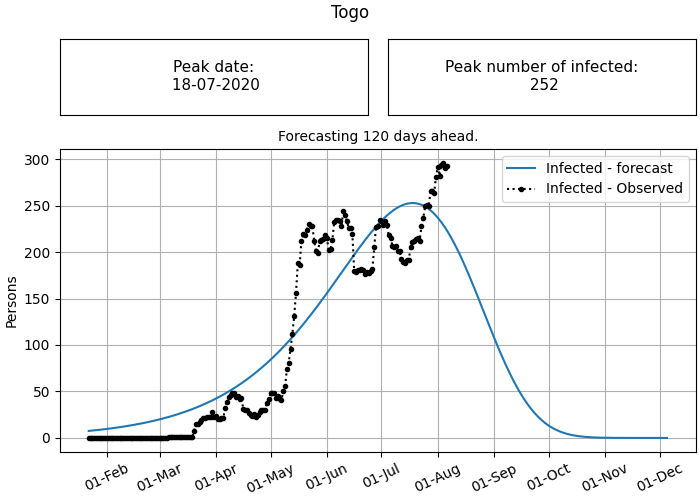 Togo
Peak date:
18-07-2020
Peak number of infected:
252
Forecasting 120 days ahead.
Infected - forecast
Infected - Observed
Persons
300
250
200
150
100
50
0
01-Feb
01-Mar
01-Apr
01-May
01-Jun
01-Jul
01-Aug
01-Sep
01-Oct
01-Nov
01-Dec